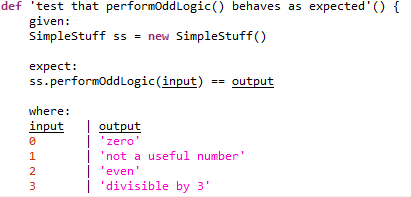 def 'test that performOddLogic() behaves as expected'() {
    given:
    SimpleStuff ss = new SimpleStuff()

    expect:
    ss.performOddLogic(input) == output

    where:
    input   | output
    0       | 'zero'
    1       | 'not a useful number'
    2       | 'even'
    3       | 'divisible by 3'